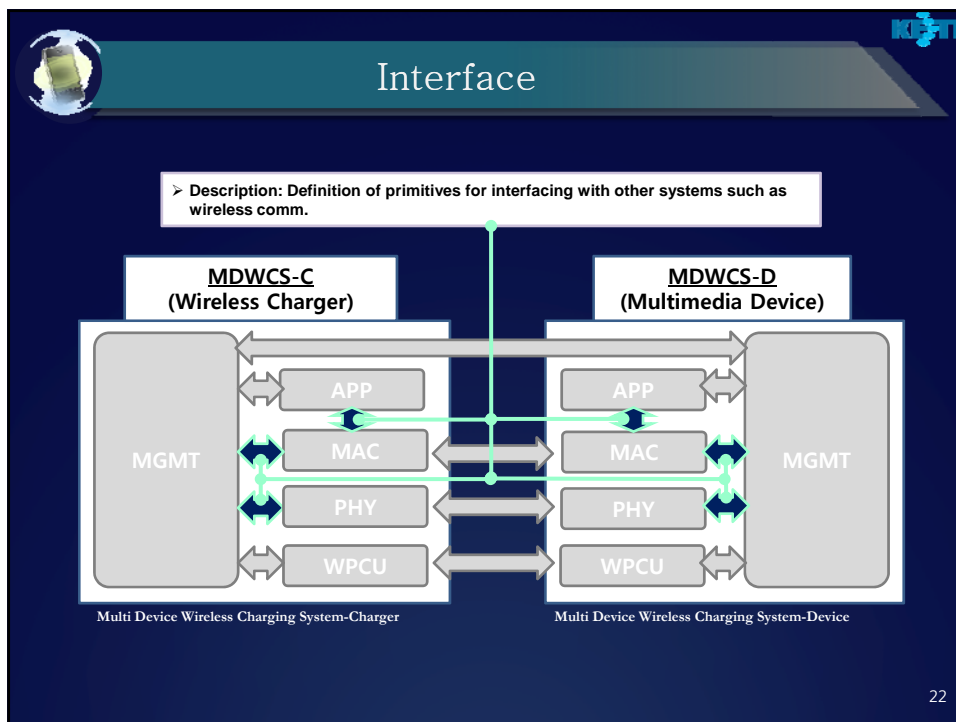 KETI
Interface
➢ Description: Definition of primitives for interfacing with other systems such as
wireless comm.
MDWCS-C
(Wireless Charger)
MDWCS-D
(Multimedia Device)
MGMT
APP
MAC
PHY
WPCU
APP
MAC
PHY
WPCU
MGMT
Multi Device Wireless Charging System-Charger
Multi Device Wireless Charging System-Device
22